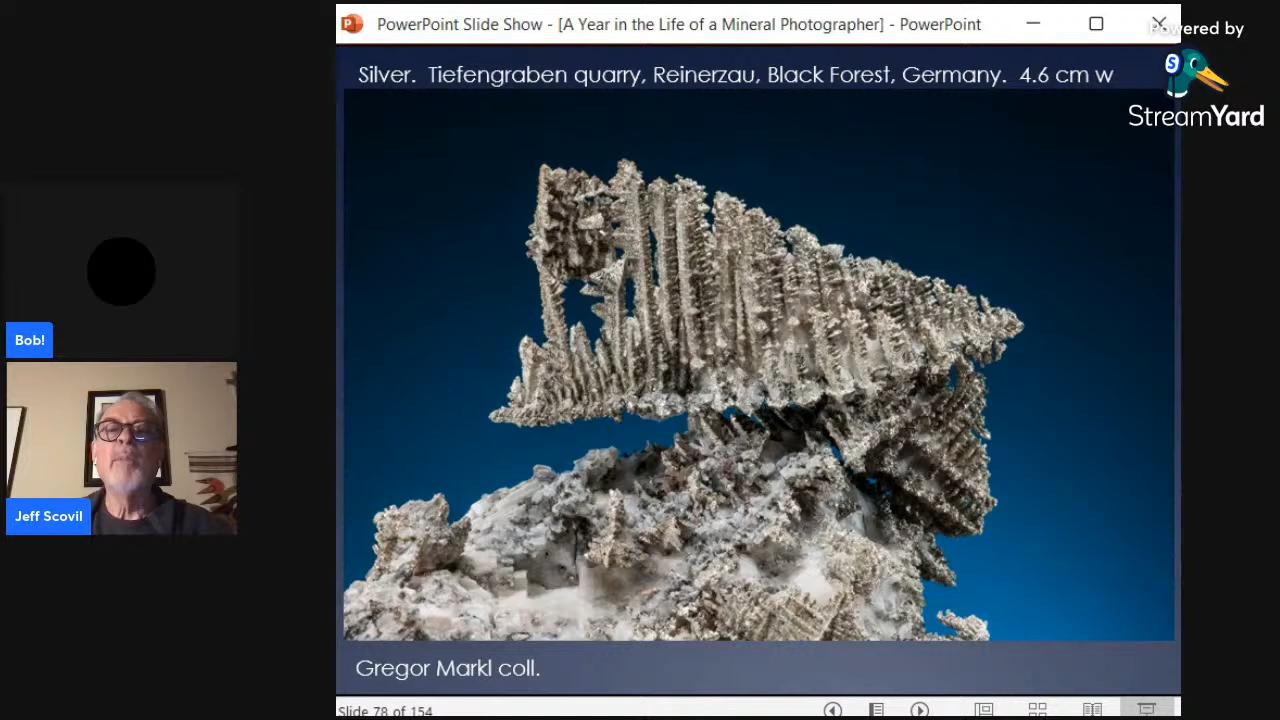 PowerPoint Slide Show - [A Year in the Life of a Mineral Photographer] - PowerPoint
Powered by
StreamYard
Silver. Tiefengraben quarry, Reinerzau, Black Forest, Germany. 4.6 cm w
Bob!
Jeff Scovil
Gregor Markl coll.
Slide 78 of 154